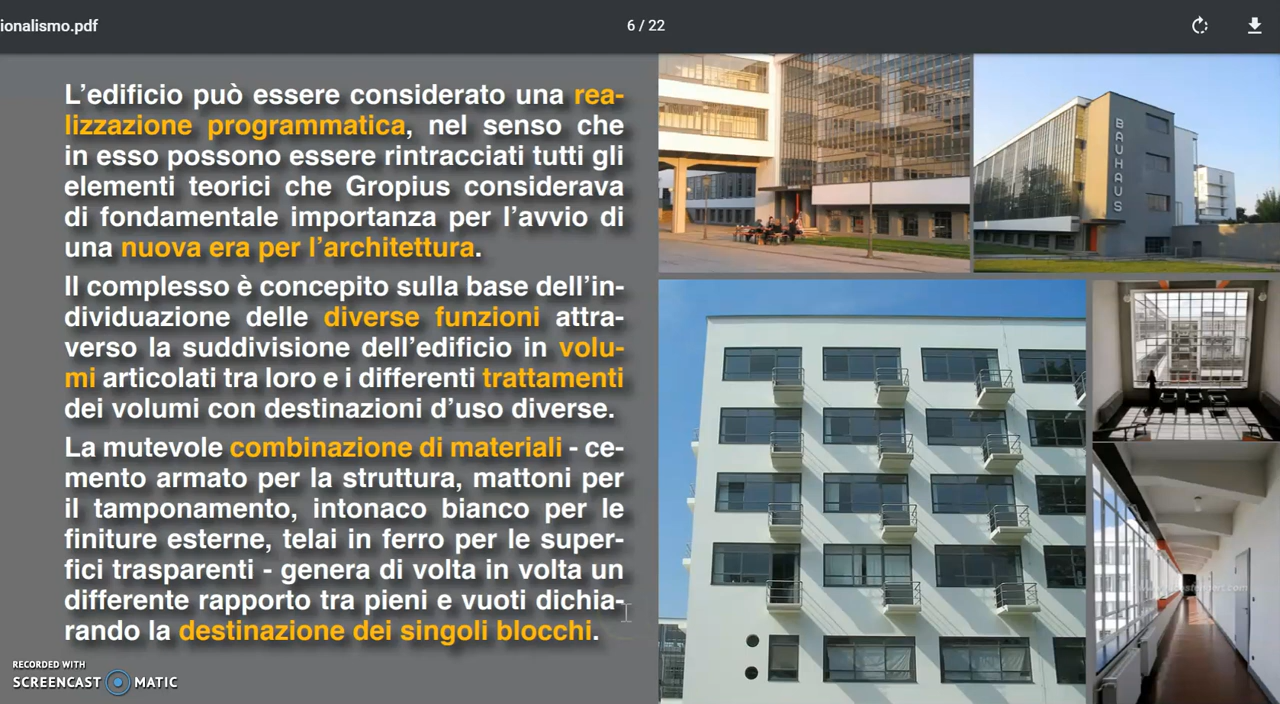 ionalismo.pdf
6 / 22
L’edificio può essere considerato una rea-
lizzazione programmatica, nel senso che
in esso possono essere rintracciati tutti gli
elementi teorici che Gropius considerava
di fondamentale importanza per l’avvio di
una nuova era per l’architettura.
Il complesso è concepito sulla base dell’in-
dividuazione delle diverse funzioni attra-
verso la suddivisione dell’edificio in volu-
mi articolati tra loro e i differenti trattamenti
dei volumi con destinazioni d’uso diverse.
La mutevole combinazione di materiali - ce-
mento armato per la struttura, mattoni per
il tamponamento, intonaco bianco per le
finiture esterne, telai in ferro per le super-
fici trasparenti - genera di volta in volta un
differente rapporto tra pieni e vuoti dichia-
rando la destinazione dei singoli blocchi.
BAUHAUS
RECORDED WITH
SCREENCAST MATIC